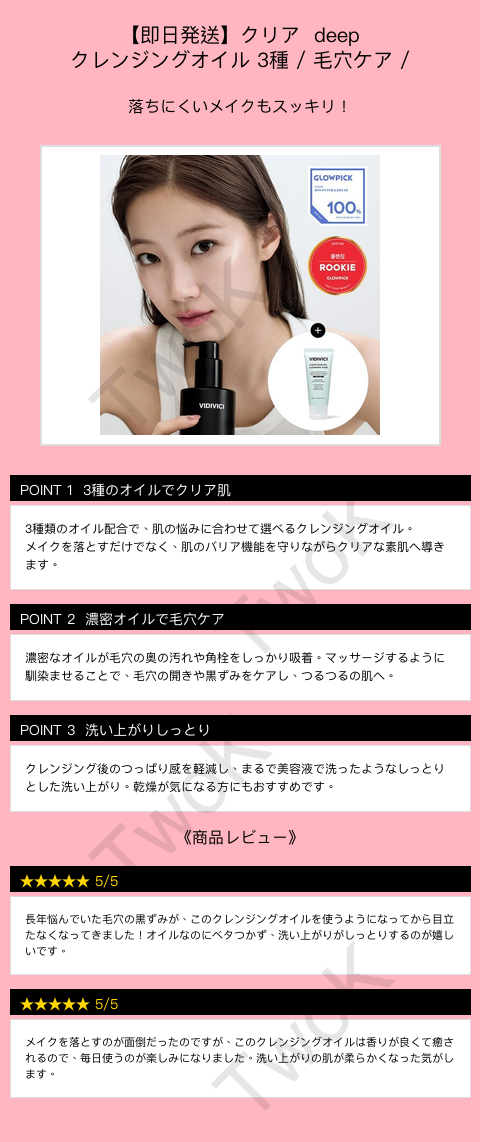 【即日発送】クリア deep
クレンジングオイル 3種 / 毛穴ケア /
落ちにくいメイクもスッキリ！
GLOWPICK
100%
클렌징
ROOKIE
GLOWPICK
+
VIDIVICI
VIDIVICI
POINT 1 3種のオイルでクリア肌
3種類のオイル配合で、肌の悩みに合わせて選べるクレンジングオイル。
メイクを落とすだけでなく、肌のバリア機能を守りながらクリアな素肌へ導き
ます。
POINT 2 濃密オイルで毛穴ケア
濃密なオイルが毛穴の奥の汚れや角栓をしっかり吸着。マッサージするように
馴染ませることで、毛穴の開きや黒ずみをケアし、つるつるの肌へ。
POINT 3 洗い上がりしっとり
クレンジング後のつっぱり感を軽減し、まるで美容液で洗ったようなしっとり
とした洗い上がり。乾燥が気になる方にもおすすめです。
《商品レビュー》
★★★★★ 5/5
長年悩んでいた毛穴の黒ずみが、このクレンジングオイルを使うようになってから目立
たなくなってきました！オイルなのにベタつかず、洗い上がりがしっとりするのが嬉し
いです。
★★★★★ 5/5
メイクを落とすのが面倒だったのですが、このクレンジングオイルは香りが良くて癒さ
れるので、毎日使うのが楽しみになりました。洗い上がりの肌が柔らかくなった気がし
ます。
TwoK
TwoK
TwoK
TwoK